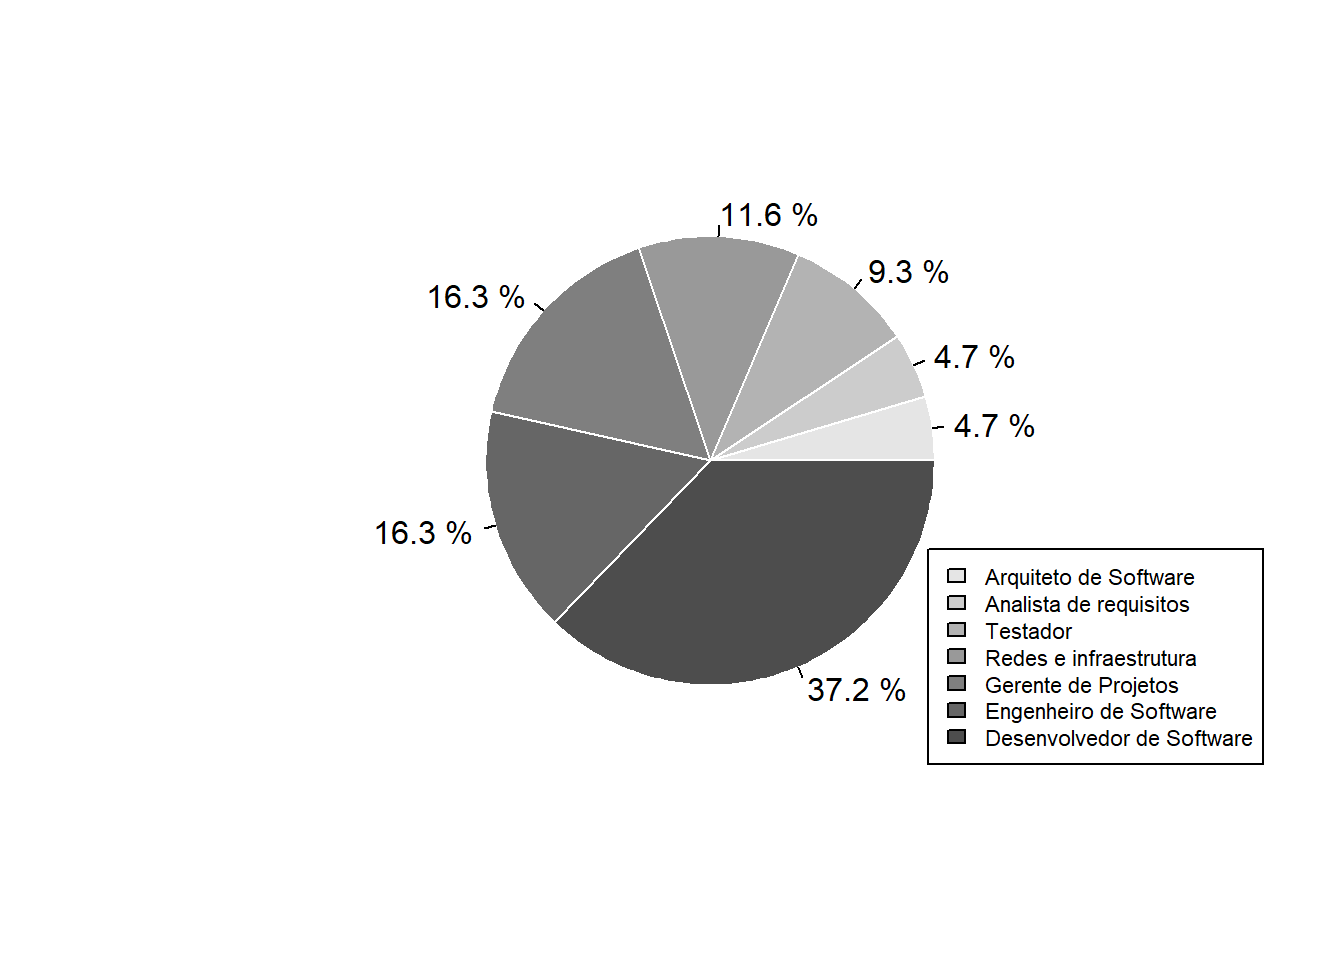 11.6 %
9.3 %
16.3 %
4.7 %
4.7 %
16.3 %
37.2 %
Arquiteto de Software
Analista de requisitos
Testador
Redes e infraestrutura
Gerente de Projetos
Engenheiro de Software
Desenvolvedor de Software